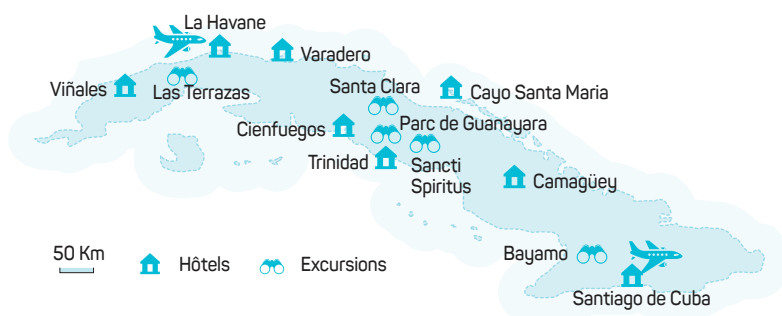 La Havane
Varadero
Viñales
Las Terrazas
Santa Clara
Cayo Santa Maria
Cienfuegos
Parc de Guanayara
Trinidad
Sancti
Spiritus
Camagüey
Bayamo
50 Km
Hôtels
Excursions
Santiago de Cuba